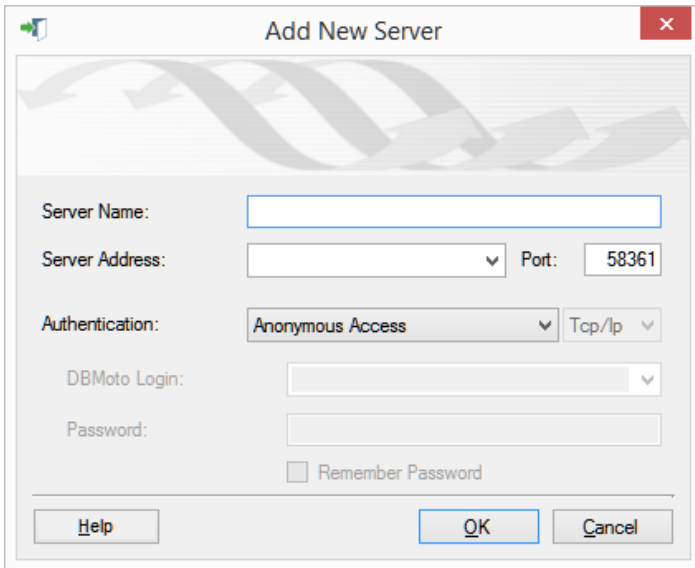 Add New Server
Server Name:
Server Address: Port: 58361
Authentication: Anonymous Access Tcp/Ip
DBMoto Login:
Password:
Remember Password
Help OK Cancel